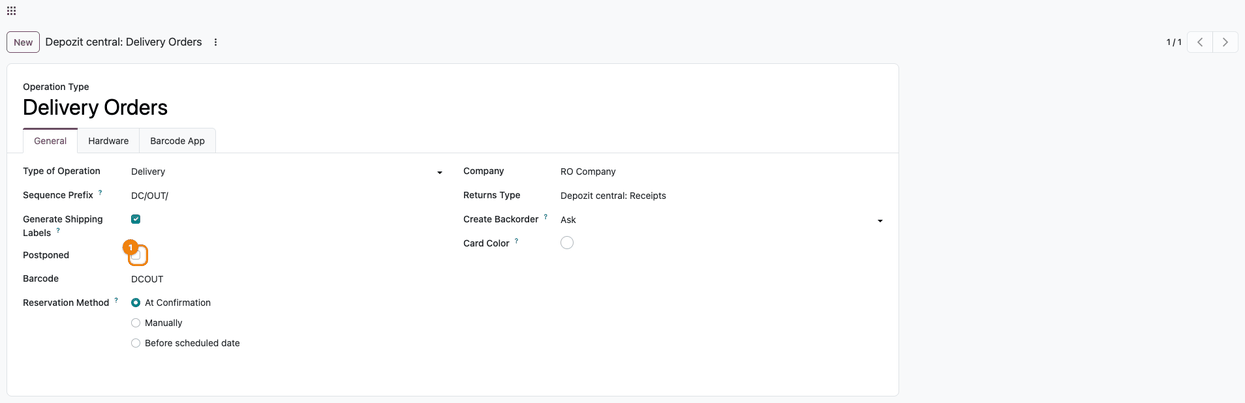 New
Depozit central: Delivery Orders
1 / 1
Operation Type
Delivery Orders
General
Hardware
Barcode App
Type of Operation
Delivery
Company
RO Company
Sequence Prefix ?
DC/OUT/
Returns Type
Depozit central: Receipts
Generate Shipping
Labels ?
Create Backorder ?
Ask
Card Color ?
1
Postponed
Barcode
DCOUT
Reservation Method ?
At Confirmation
Manually
Before scheduled date